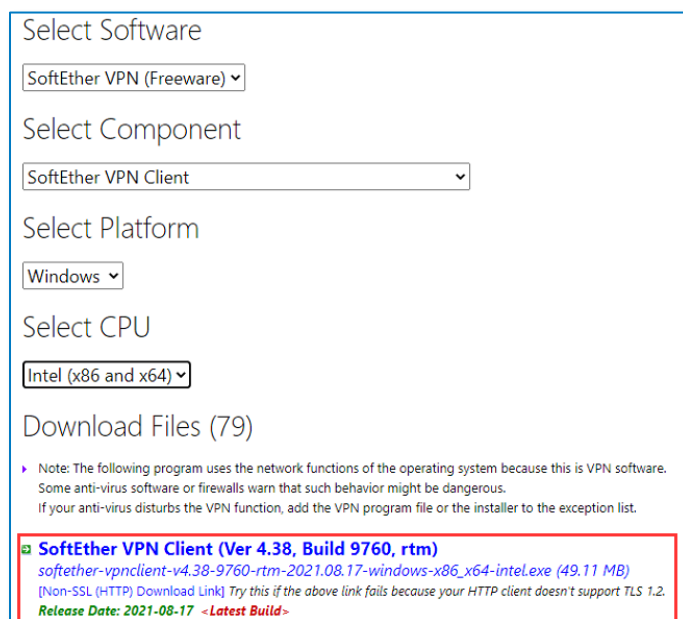 Select Software
SoftEther VPN (Freeware)
Select Component
SoftEther VPN Client
Select Platform
Windows
Select CPU
Intel (x86 and x64)
Download Files (79)
Note: The following program uses the network functions of the operating system because this is VPN software.
Some anti-virus software or firewalls warn that such behavior might be dangerous.
If your anti-virus disturbs the VPN function, add the VPN program file or the installer to the exception list.
SoftEther VPN Client (Ver 4.38, Build 9760, rtm)
softether-vpnclient-v4.38-9760-rtm-2021.08.17-windows-x86_x64-intel.exe (49.11 MB)
[Non-SSL (HTTP) Download Link] Try this if the above link fails because your HTTP client doesn't support TLS 1.2.
Release Date: 2021-08-17 <Latest Build>